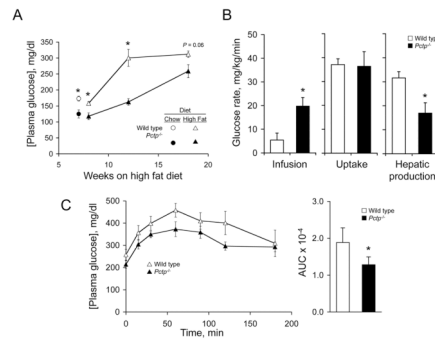 A
[Plasma glucose], mg/dl
400
300
200
100
0
*
*
*
P = 0.06
Diet
Chow High Fat
Wild type
Pctp-/-
5
10
15
20
Weeks on high fat diet
B
Wild type
Pctp-/-
Glucose rate, mg/kg/min
50
40
30
20
10
0
*
*
Infusion
Uptake
Hepatic
production
C
[Plasma glucose], mg/dl
500
400
300
200
100
0
Wild type
Pctp-/-
0
50
100
150
200
Time, min
AUC x 10-4
3.0
2.0
1.0
0
*
Wild type
Pctp-/-